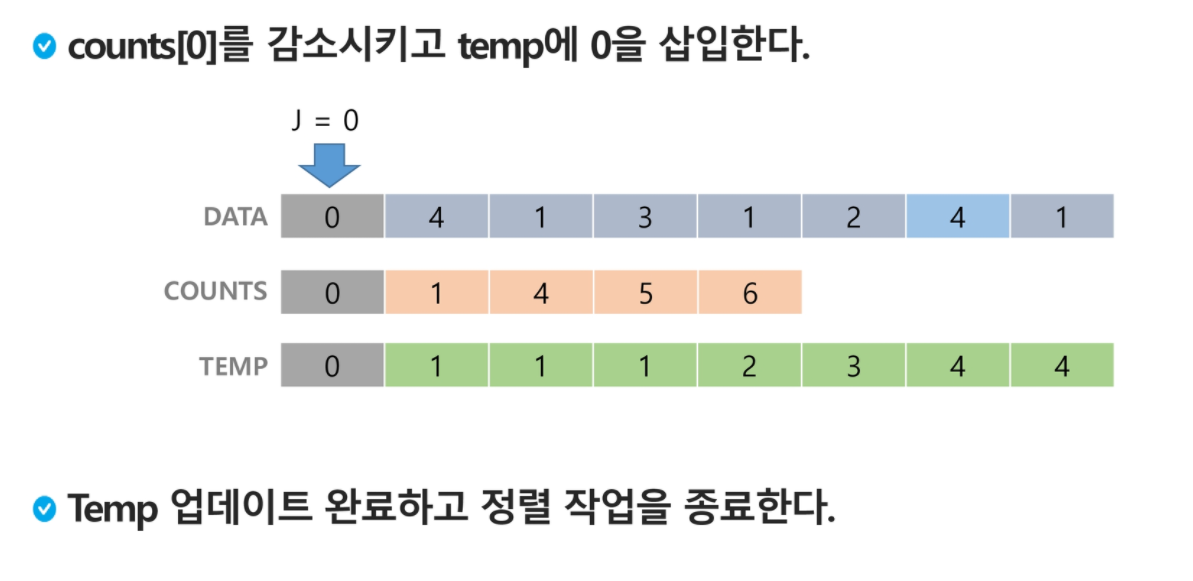 counts[0]를 감소시키고 temp에 0을 삽입한다.
J = 0
DATA 0 4 1 3 1 2 4 1
COUNTS 0 1 4 5 6
TEMP 0 1 1 1 2 3 4 4
Temp 업데이트 완료하고 정렬 작업을 종료한다.